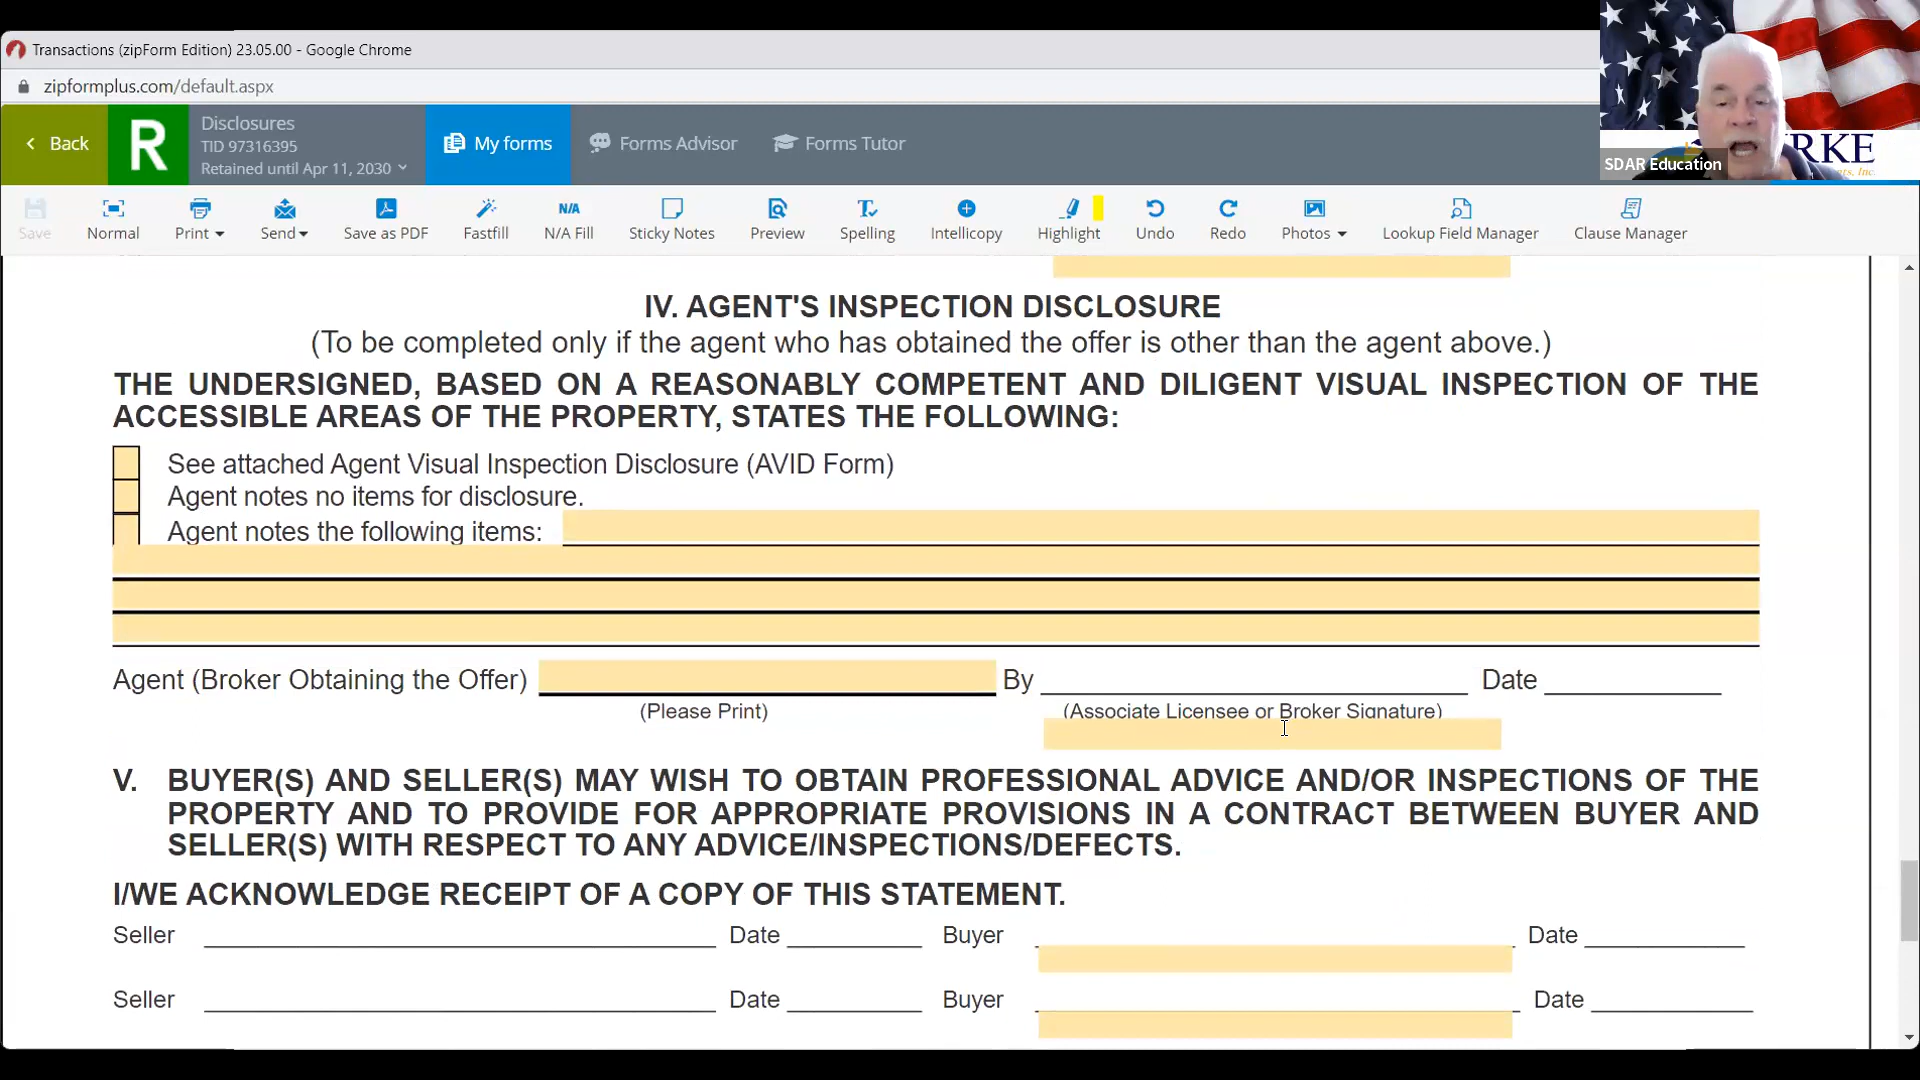 Transactions (zipForm Edition) 23.05.00 - Google Chrome
zipformplus.com/default.aspx
Back
R
Disclosures
TID 97316395
Retained until Apr 11, 2030
My forms
Forms Advisor
Forms Tutor
SDAR Education
RKE
Save
Normal
Print
Send
Save as PDF
Fastfill
N/A
N/A Fill
Sticky Notes
Preview
Spelling
Intellicopy
Highlight
Undo
Redo
Photos
Lookup Field Manager
Clause Manager
IV. AGENT'S INSPECTION DISCLOSURE
(To be completed only if the agent who has obtained the offer is other than the agent above.)
THE UNDERSIGNED, BASED ON A REASONABLY COMPETENT AND DILIGENT VISUAL INSPECTION OF THE
ACCESSIBLE AREAS OF THE PROPERTY, STATES THE FOLLOWING:
See attached Agent Visual Inspection Disclosure (AVID Form)
Agent notes no items for disclosure.
Agent notes the following items:
Agent (Broker Obtaining the Offer) By Date
(Please Print) (Associate Licensee or Broker Signature)
V. BUYER(S) AND SELLER(S) MAY WISH TO OBTAIN PROFESSIONAL ADVICE AND/OR INSPECTIONS OF THE
PROPERTY AND TO PROVIDE FOR APPROPRIATE PROVISIONS IN A CONTRACT BETWEEN BUYER AND
SELLER(S) WITH RESPECT TO ANY ADVICE/INSPECTIONS/DEFECTS.
I/WE ACKNOWLEDGE RECEIPT OF A COPY OF THIS STATEMENT.
Seller Date Buyer Date
Seller Date Buyer Date